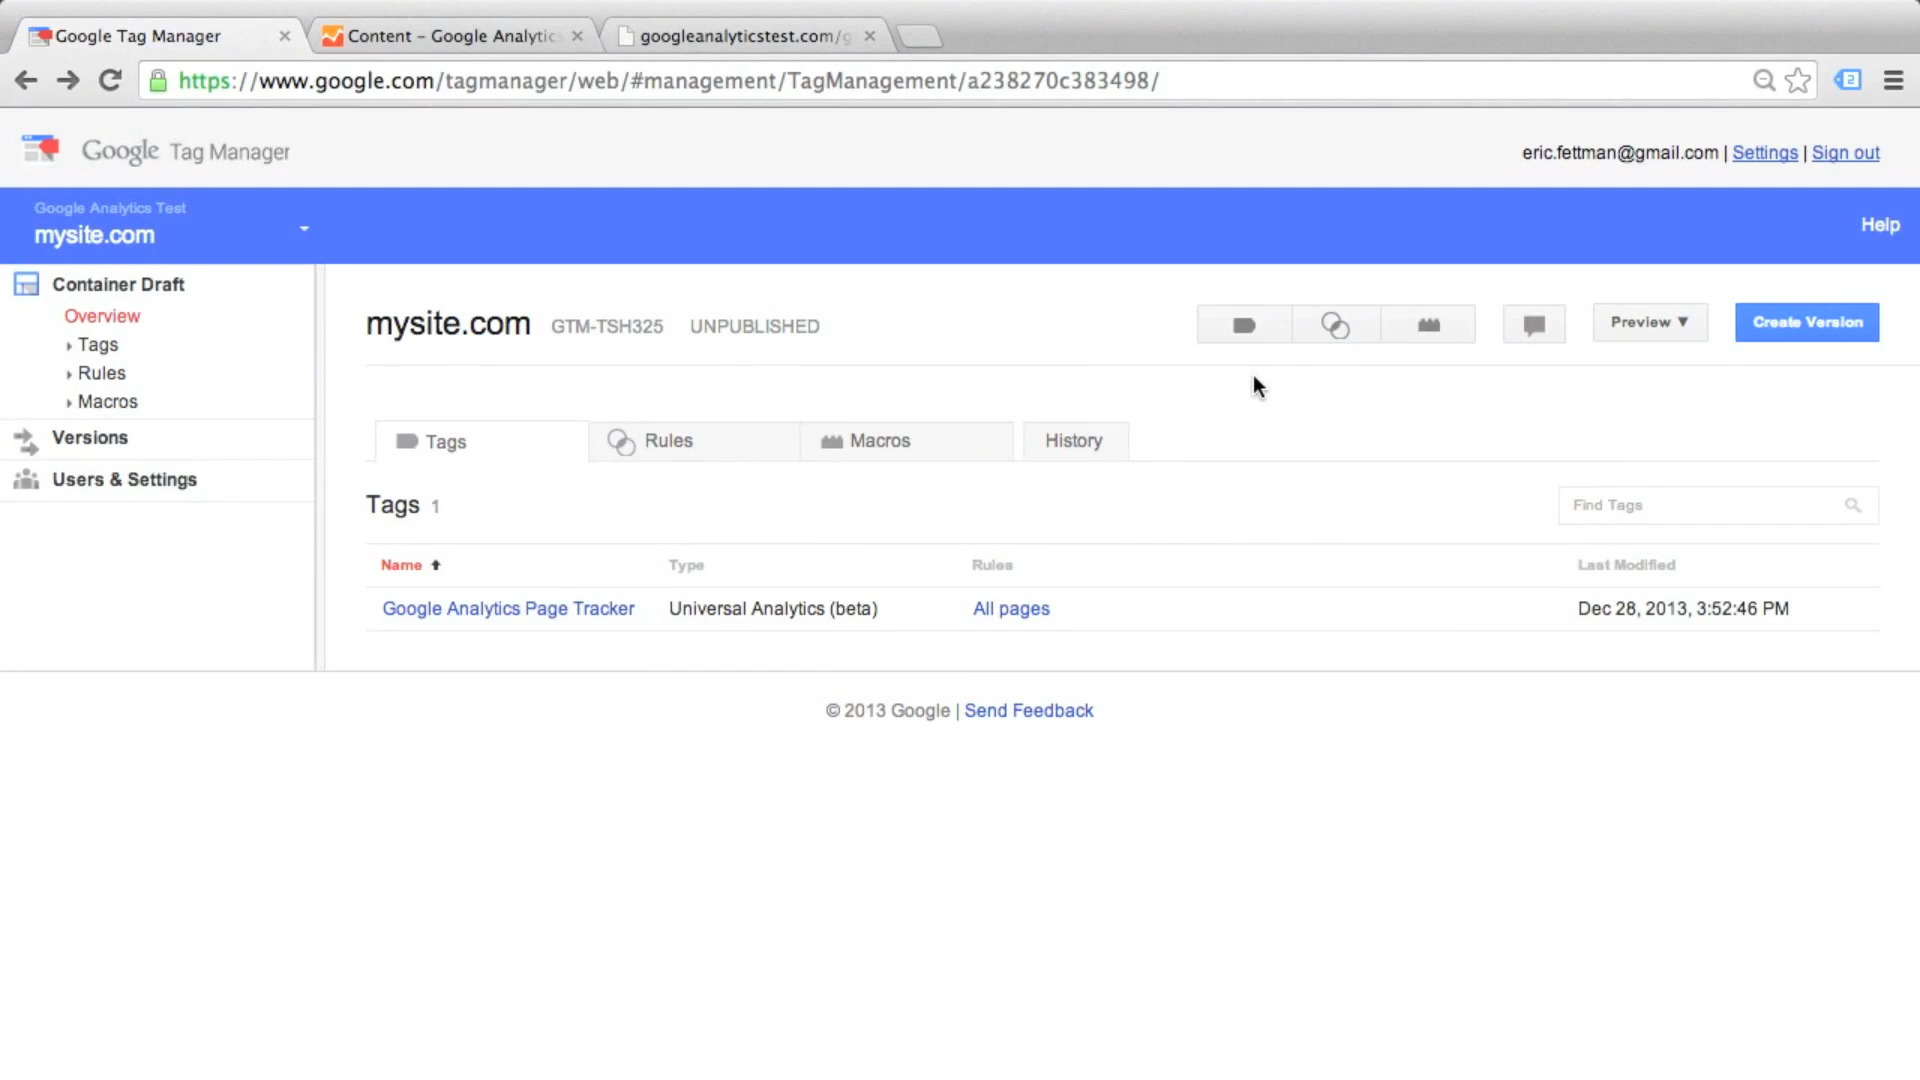 Google Tag Manager
Content – Google Analytics
googleanalyticstest.com/g
https://www.google.com/tagmanager/web/#management/TagManagement/a238270c383498/
2
Google Tag Manager
eric.fettman@gmail.com | Settings | Sign out
Google Analytics Test
mysite.com
Help
Container Draft
Overview
Tags
Rules
Macros
Versions
Users & Settings
mysite.com GTM-TSH325 UNPUBLISHED
Preview ▼
Create Version
Tags
Rules
Macros
History
Tags 1
Find Tags
Name Type Rules Last Modified
Google Analytics Page Tracker Universal Analytics (beta) All pages Dec 28, 2013, 3:52:46 PM
© 2013 Google | Send Feedback